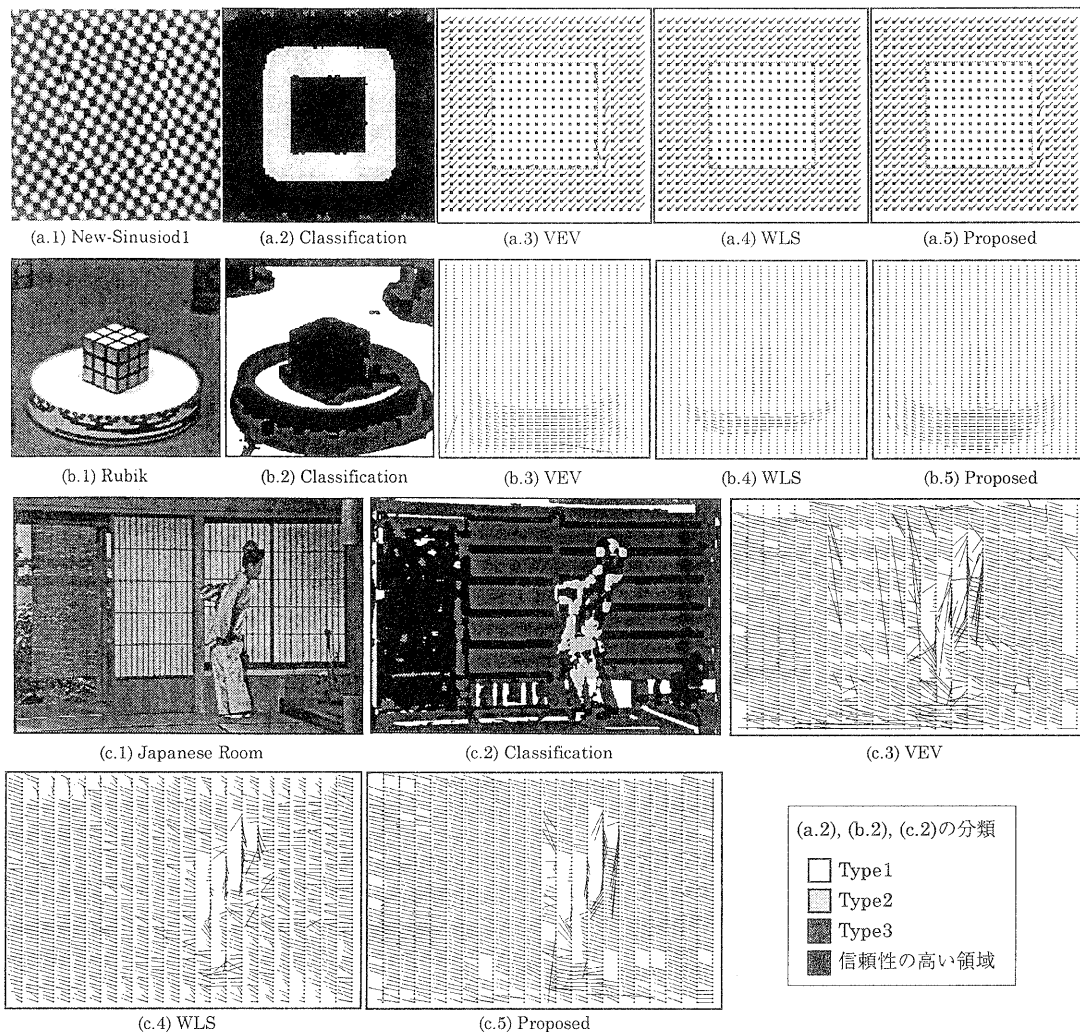 (a.1) New-Sinusiod1
(a.2) Classification
(a.3) VEV
(a.4) WLS
(a.5) Proposed
(b.1) Rubik
(b.2) Classification
(b.3) VEV
(b.4) WLS
(b.5) Proposed
(c.1) Japanese Room
(c.2) Classification
(c.3) VEV
(c.4) WLS
(c.5) Proposed
(a.2), (b.2), (c.2)の分類
Type1
Type2
Type3
信頼性の高い領域